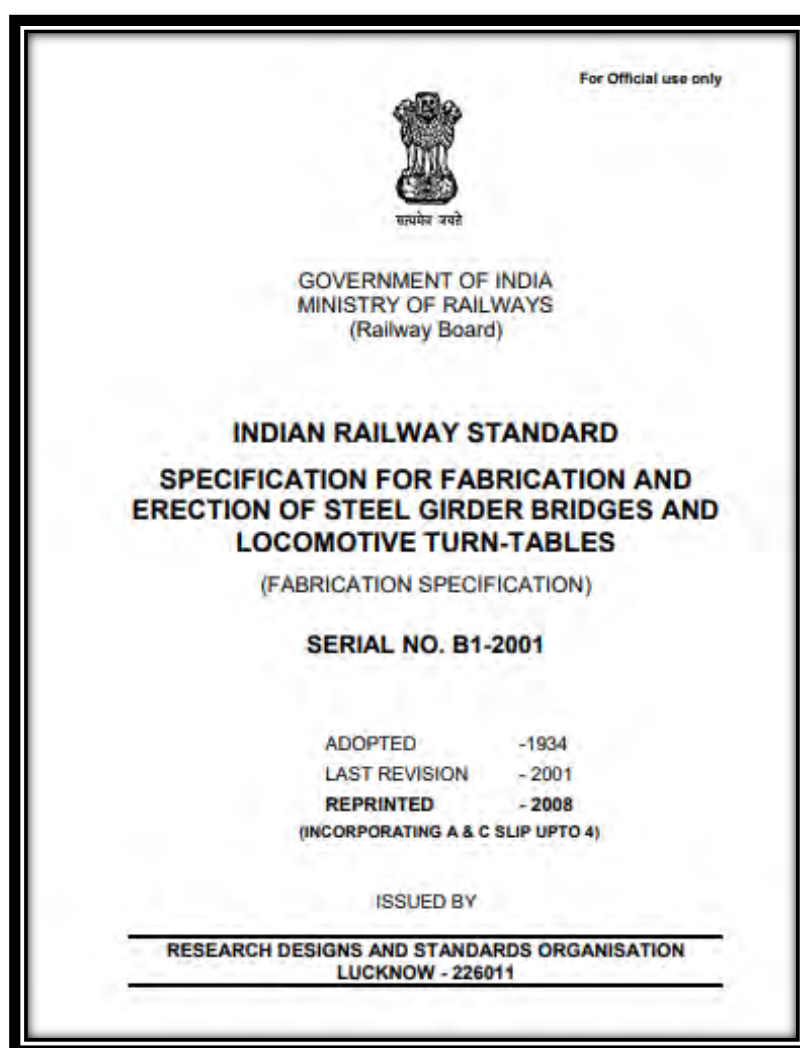 For Official use only
सत्यमेव जयते
GOVERNMENT OF INDIA
MINISTRY OF RAILWAYS
(Railway Board)
INDIAN RAILWAY STANDARD
SPECIFICATION FOR FABRICATION AND
ERECTION OF STEEL GIRDER BRIDGES AND
LOCOMOTIVE TURN-TABLES
(FABRICATION SPECIFICATION)
SERIAL NO. B1-2001
ADOPTED -1934
LAST REVISION - 2001
REPRINTED - 2008
(INCORPORATING A & C SLIP UPTO 4)
ISSUED BY
RESEARCH DESIGNS AND STANDARDS ORGANISATION
LUCKNOW - 226011